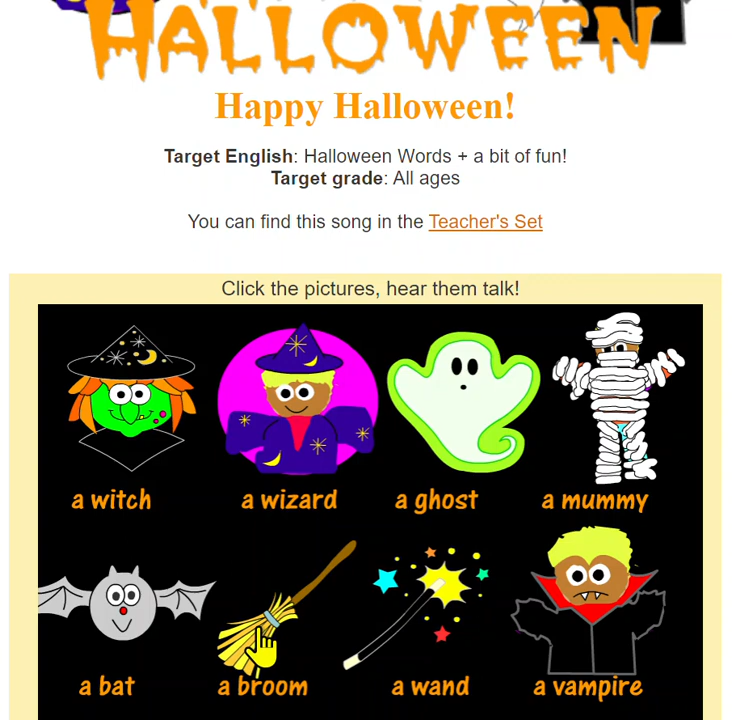 HALLOWEEN
Happy Halloween!
Target English: Halloween Words + a bit of fun!
Target grade: All ages
You can find this song in the Teacher's Set
Click the pictures, hear them talk!
a witch
a wizard
a ghost
a mummy
a bat
a broom
a wand
a vampire